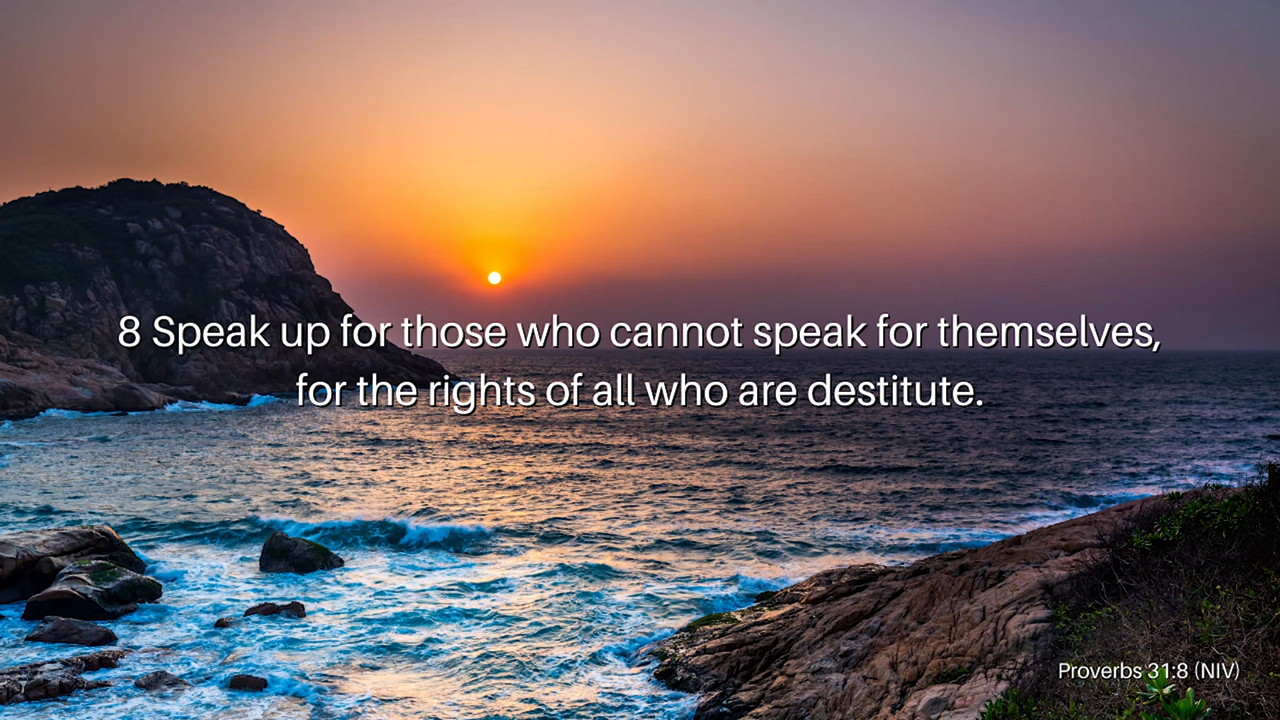 8 Speak up for those who cannot speak for themselves,
for the rights of all who are destitute.
Proverbs 31:8 (NIV)